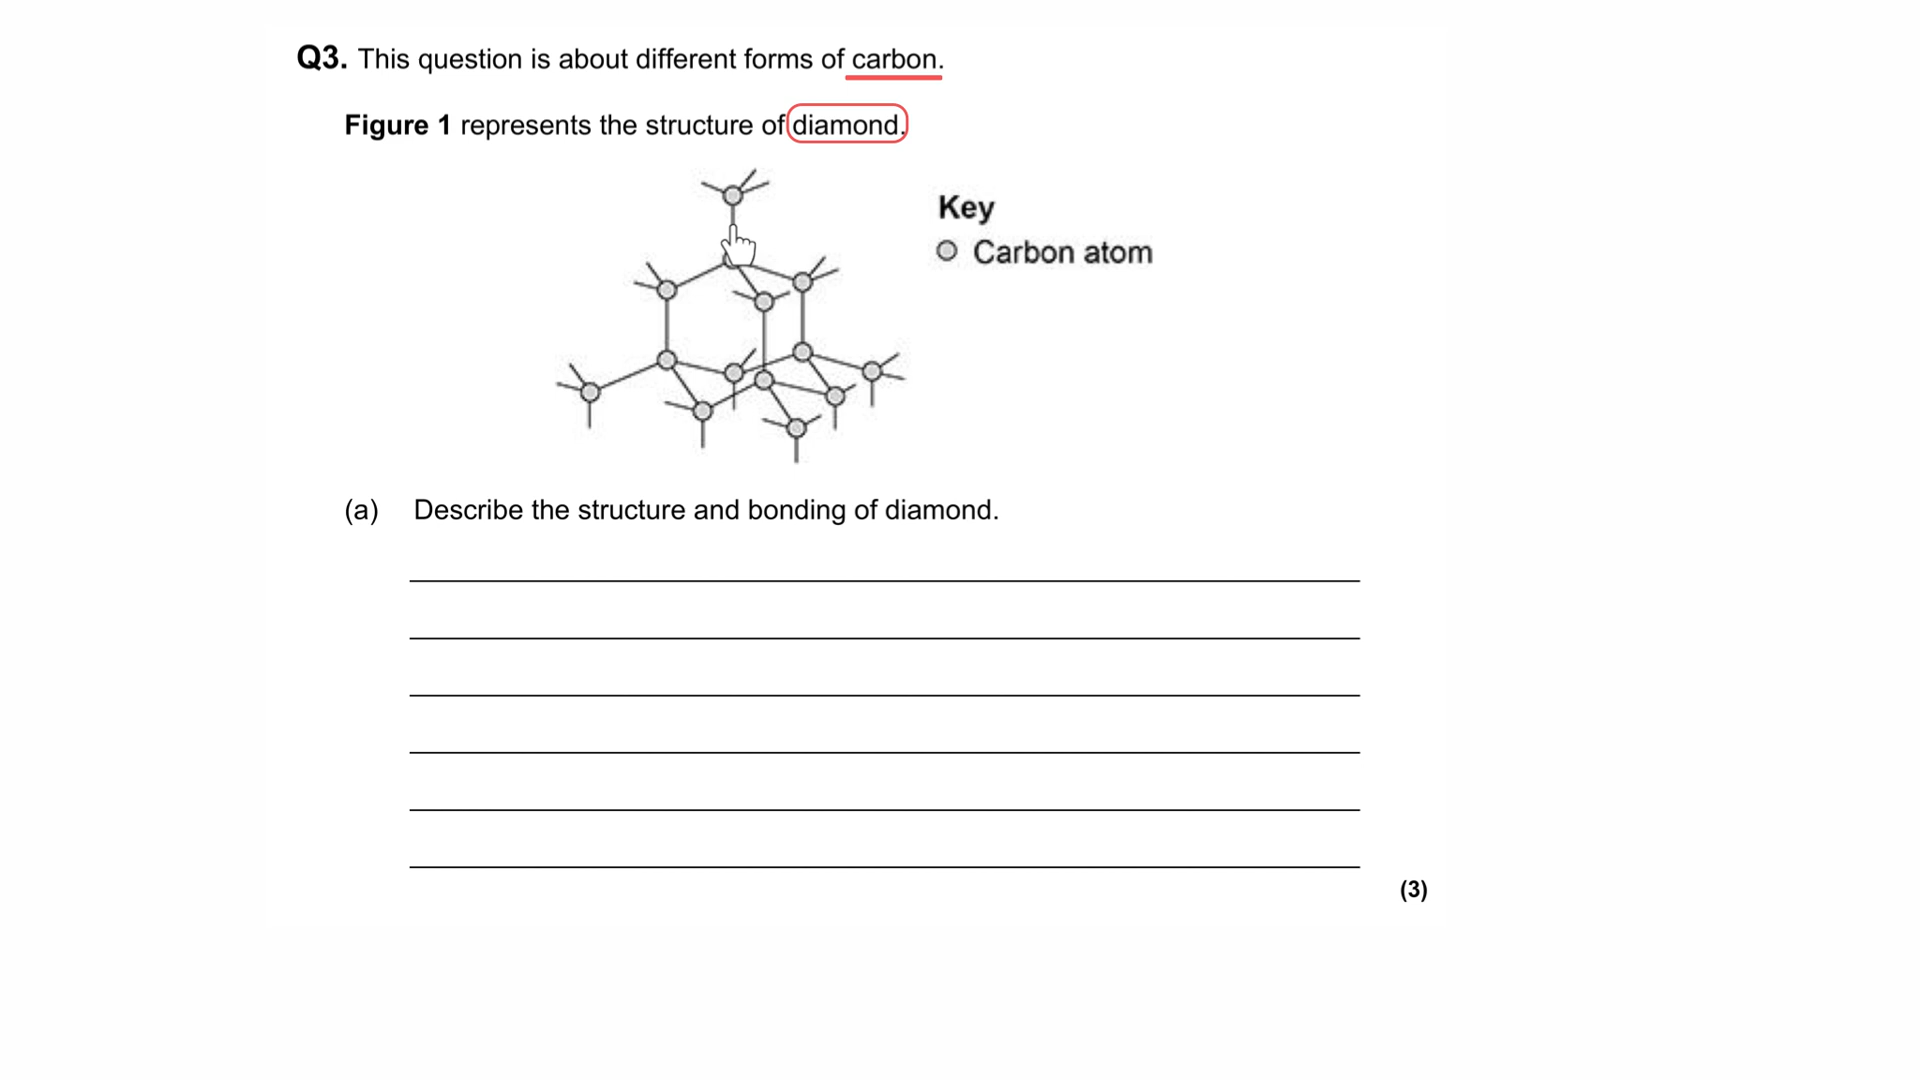 Q3. This question is about different forms of carbon.
Figure 1 represents the structure of diamond.
Key
Carbon atom
(a) Describe the structure and bonding of diamond.
(3)